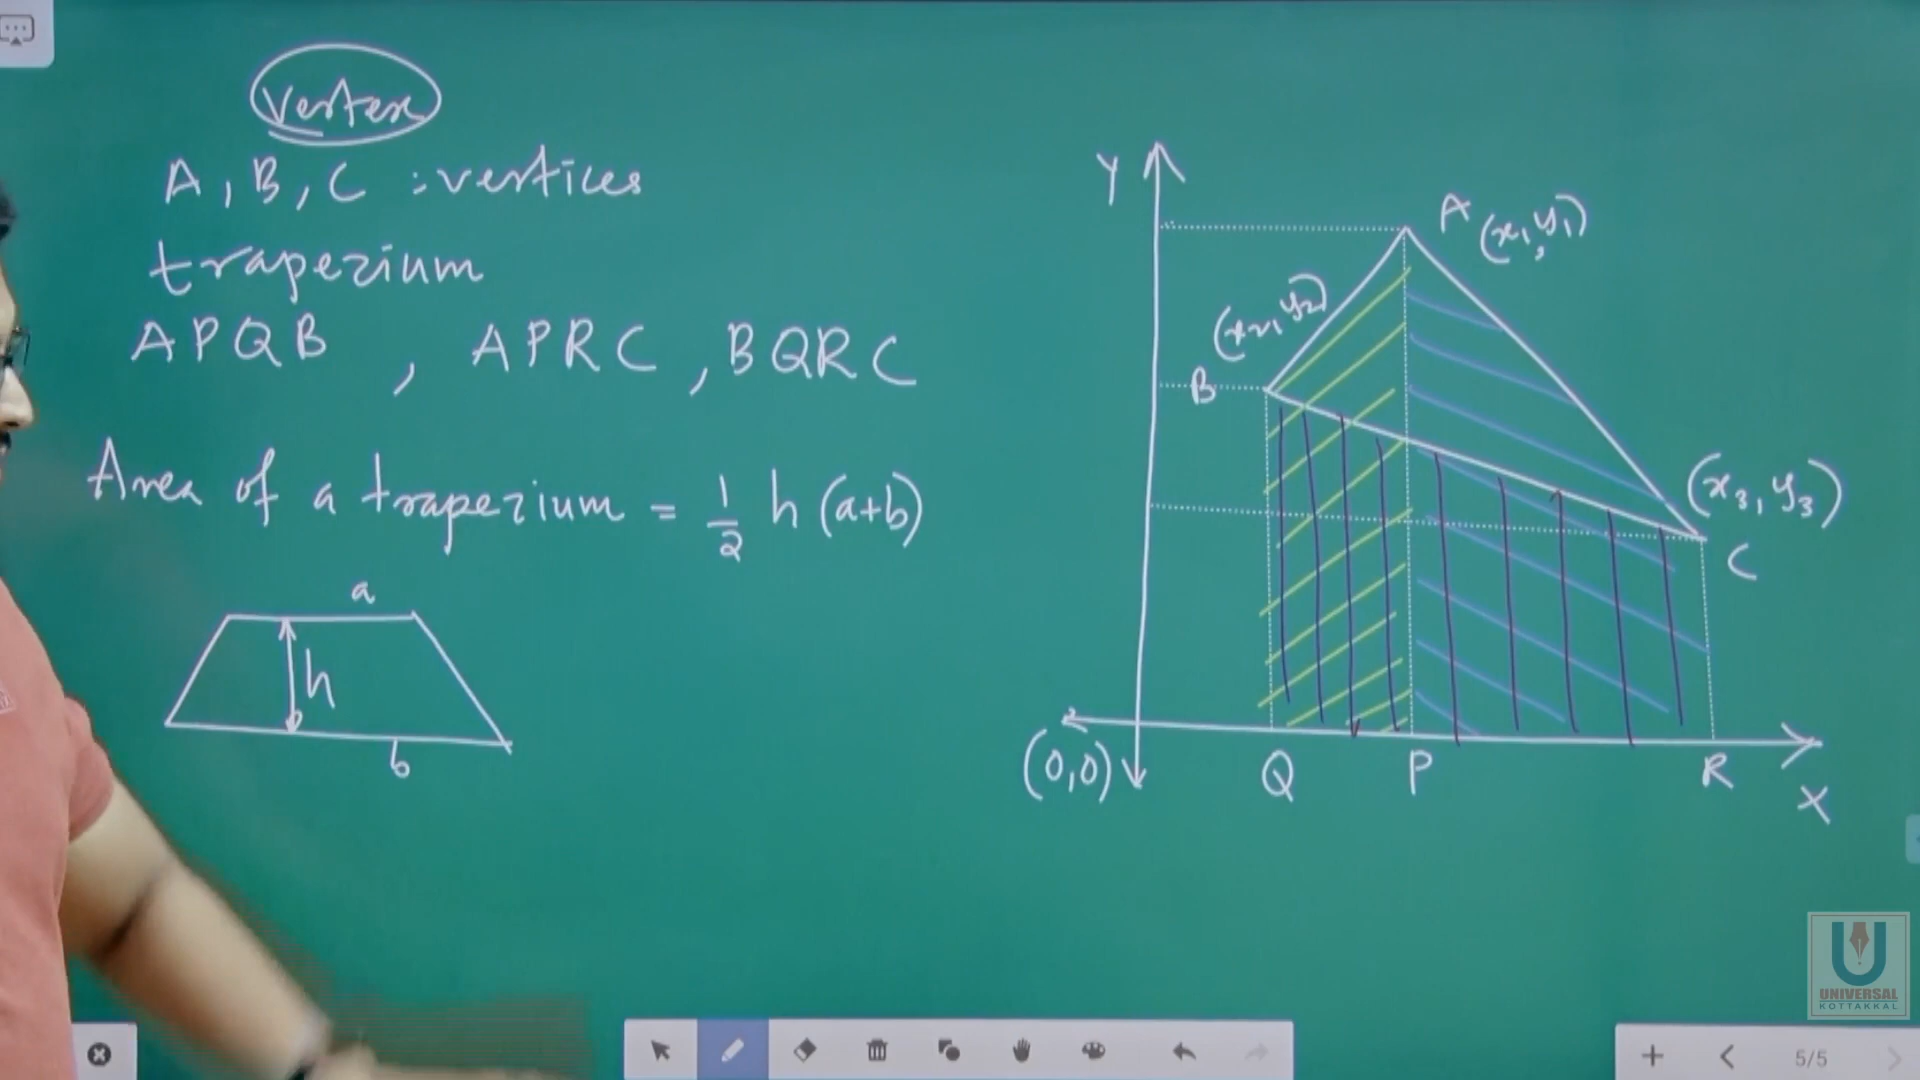 Vertex
A, B, C : vertices
trapezium
APQB , APRC , BQRC
Area of a trapezium = 1/2 h (a+b)
a
h
b
Y
A (x1, y1)
(x2, y2)
B
(x3, y3)
C
(0,0)
Q
P
R
X
U
UNIVERSAL
KOTTAKKAL
5/5